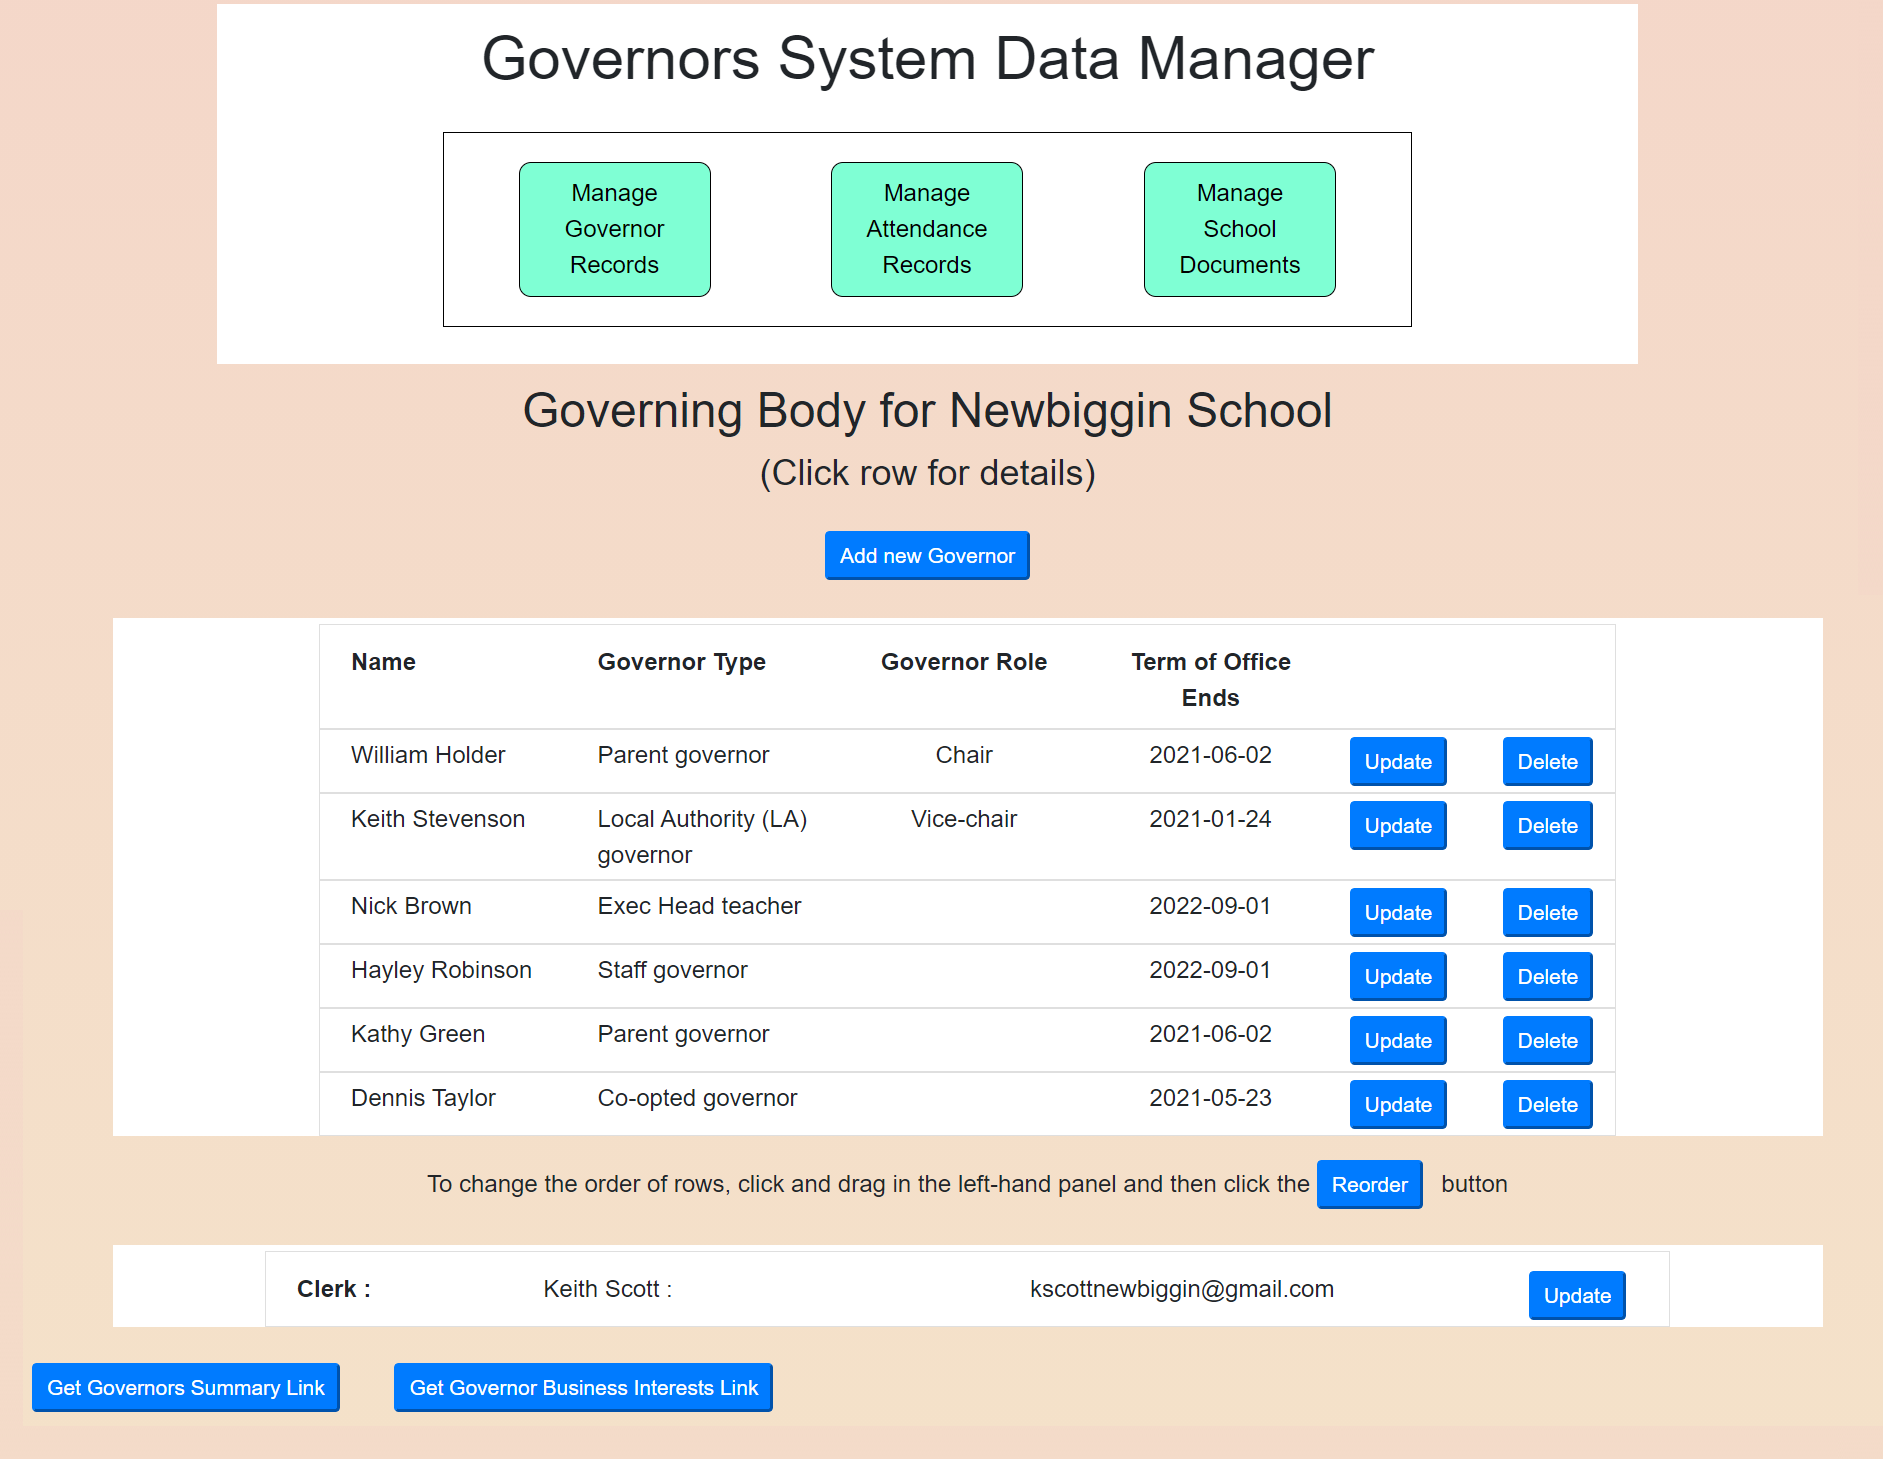 Governors System Data Manager
Manage
Governor
Records
Manage
Attendance
Records
Manage
School
Documents
Governing Body for Newbiggin School
(Click row for details)
Add new Governor
Name Governor Type Governor Role Term of Office
Ends
William Holder Parent governor Chair 2021-06-02 Update Delete
Keith Stevenson Local Authority (LA) Vice-chair 2021-01-24 Update Delete
governor
Nick Brown Exec Head teacher 2022-09-01 Update Delete
Hayley Robinson Staff governor 2022-09-01 Update Delete
Kathy Green Parent governor 2021-06-02 Update Delete
Dennis Taylor Co-opted governor 2021-05-23 Update Delete
To change the order of rows, click and drag in the left-hand panel and then click the Reorder button
Clerk : Keith Scott : kscottnewbiggin@gmail.com Update
Get Governors Summary Link Get Governor Business Interests Link